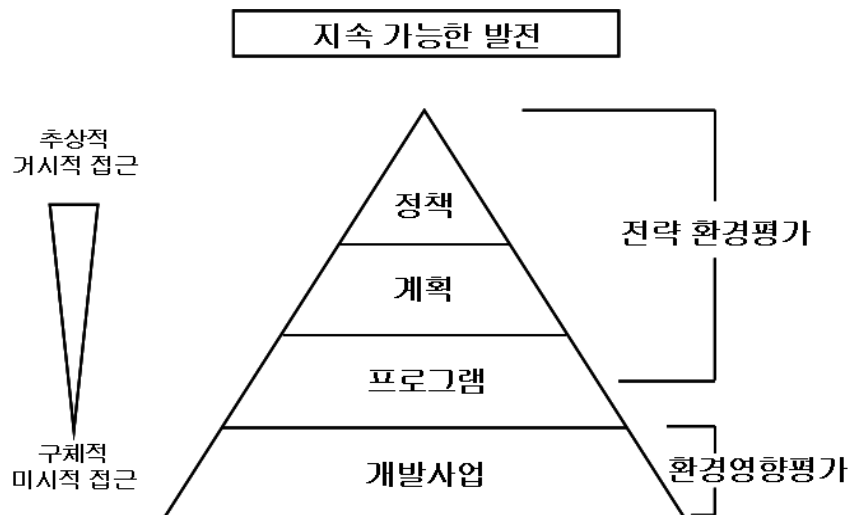 지속 가능한 발전
추상적
거시적 접근
정책
전략 환경평가
계획
프로그램
구체적
미시적 접근
개발사업
환경영향평가